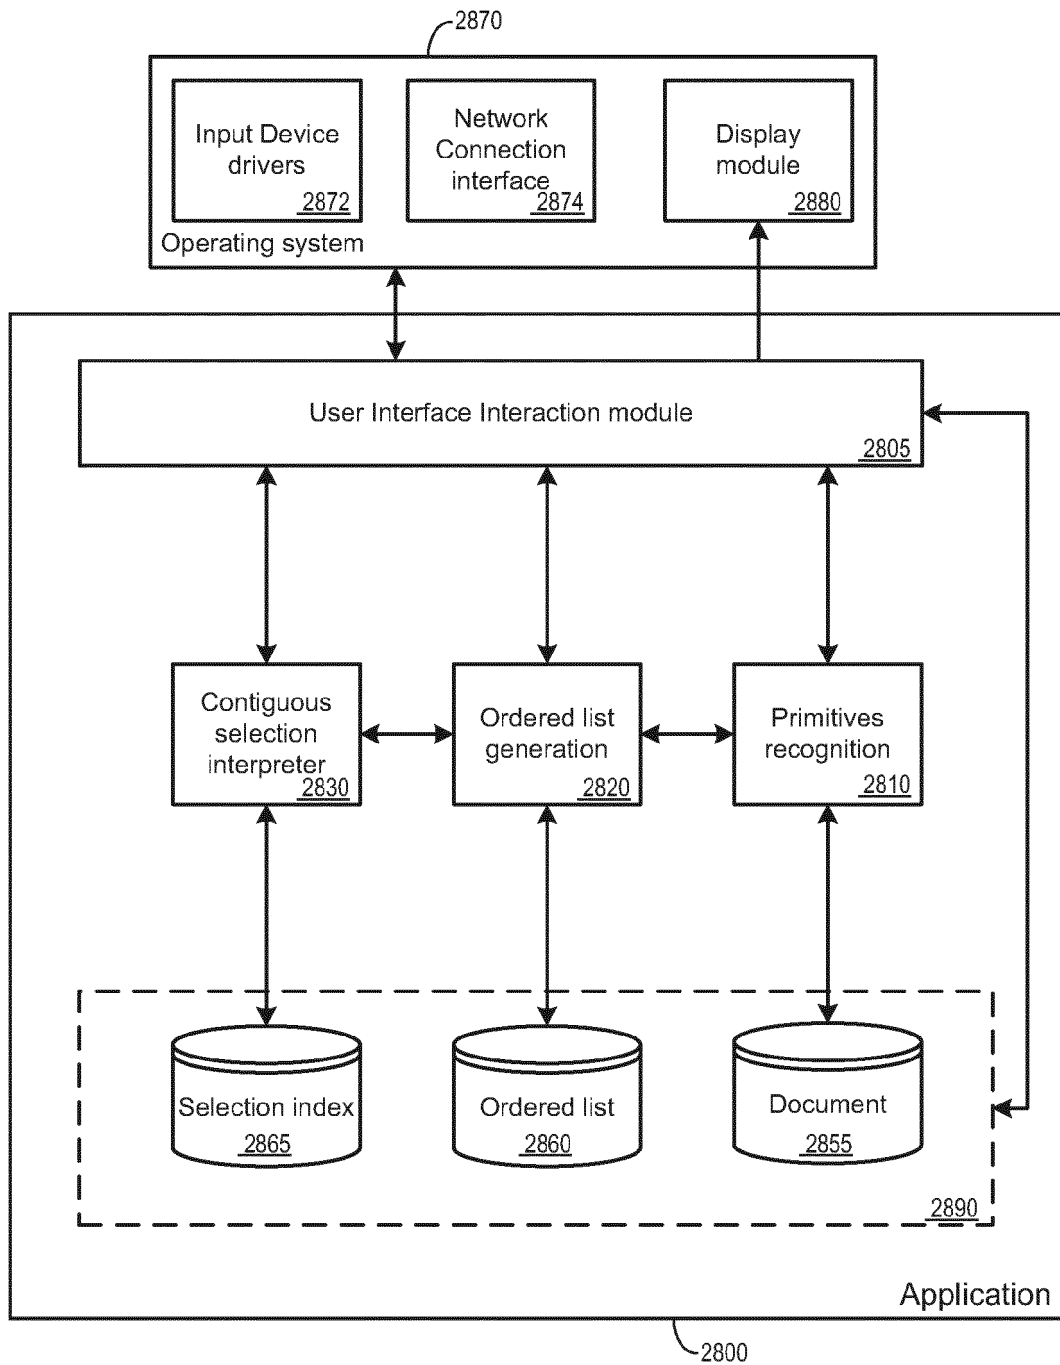 2870
Input Device
drivers
2872
Network
Connection
interface
2874
Display
module
2880
Operating system
User Interface Interaction module
2805
Contiguous
selection
interpreter
2830
Ordered list
generation
2820
Primitives
recognition
2810
Selection index
2865
Ordered list
2860
Document
2855
2890
Application
2800